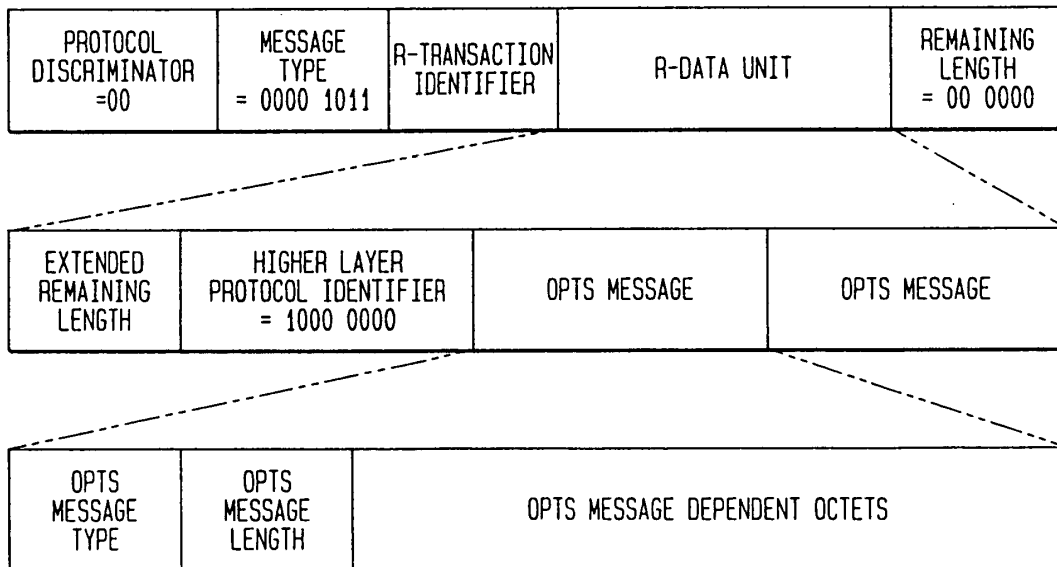 PROTOCOL
DISCRIMINATOR
=00
MESSAGE
TYPE
= 0000 1011
R-TRANSACTION
IDENTIFIER
R-DATA UNIT
REMAINING
LENGTH
= 00 0000
EXTENDED
REMAINING
LENGTH
HIGHER LAYER
PROTOCOL IDENTIFIER
= 1000 0000
OPTS MESSAGE
OPTS MESSAGE
OPTS
MESSAGE
TYPE
OPTS
MESSAGE
LENGTH
OPTS MESSAGE DEPENDENT OCTETS